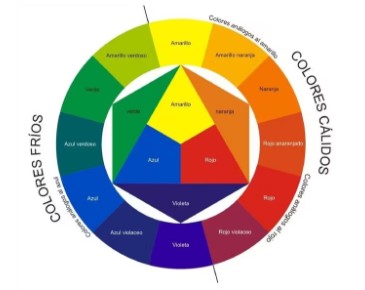 Colores análogos al amarillo
COLORES CÁLIDOS
Amarillo
Amarillo verdoso
Amarillo naranja
Verde
Naranja
Amarillo
verde
naranja
Azul verdoso
Azul
Rojo
Rojo anaranjado
COLORES FRÍOS
Azul
Violeta
Rojo
Colores análogos al azul
Colores análogos al rojo
Azul violaceo
Violeta
Rojo violaceo